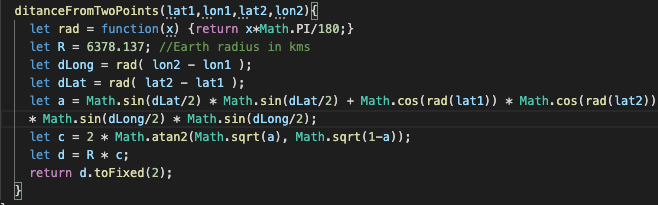 ditanceFromTwoPoints(lat1,lon1,lat2,lon2){
let rad = function(x) {return x*Math.PI/180;}
let R = 6378.137; //Earth radius in kms
let dLong = rad( lon2 - lon1 );
let dLat = rad( lat2 - lat1 );
let a = Math.sin(dLat/2) * Math.sin(dLat/2) + Math.cos(rad(lat1)) * Math.cos(rad(lat2))
* Math.sin(dLong/2) * Math.sin(dLong/2);
let c = 2 * Math.atan2(Math.sqrt(a), Math.sqrt(1-a));
let d = R * c;
return d.toFixed(2);
}